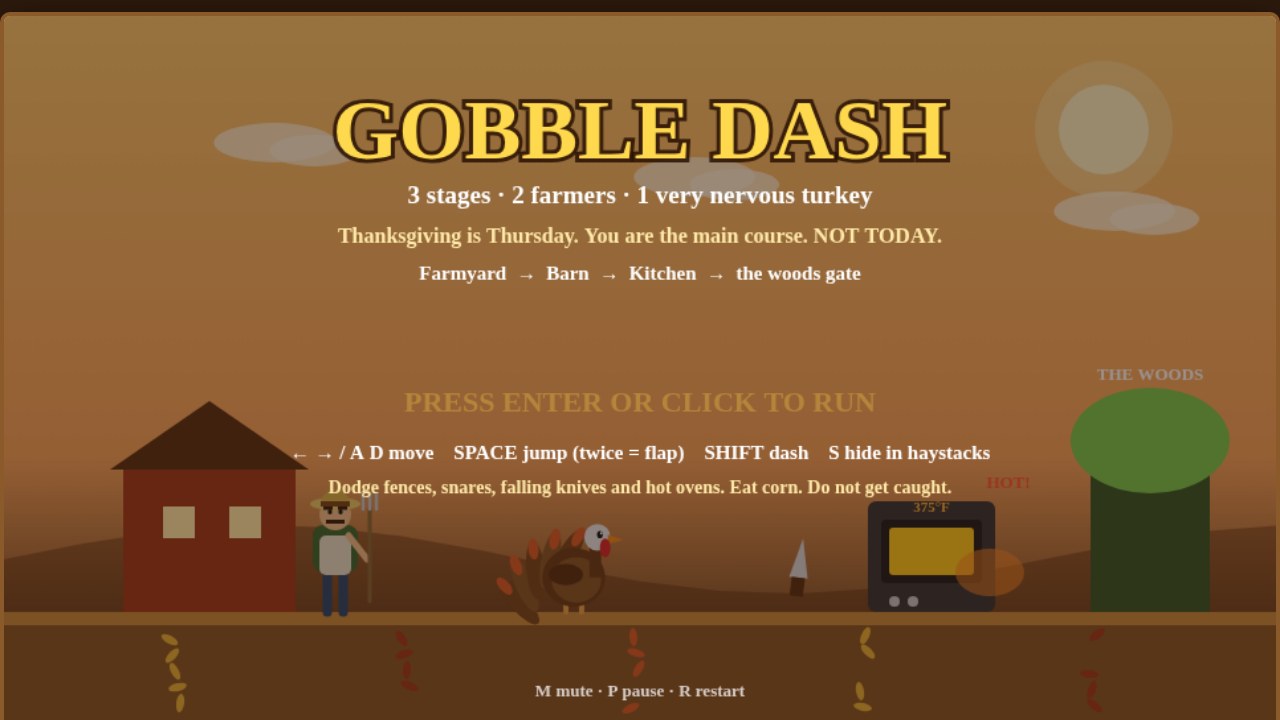 GOBBLE DASH
3 stages · 2 farmers · 1 very nervous turkey
Thanksgiving is Thursday. You are the main course. NOT TODAY.
Farmyard → Barn → Kitchen → the woods gate
THE WOODS
PRESS ENTER OR CLICK TO RUN
← → / A D move SPACE jump (twice = flap) SHIFT dash S hide in haystacks
HOT!
Dodge fences, snares, falling knives and hot ovens. Eat corn. Do not get caught.
375°F
M mute · P pause · R restart